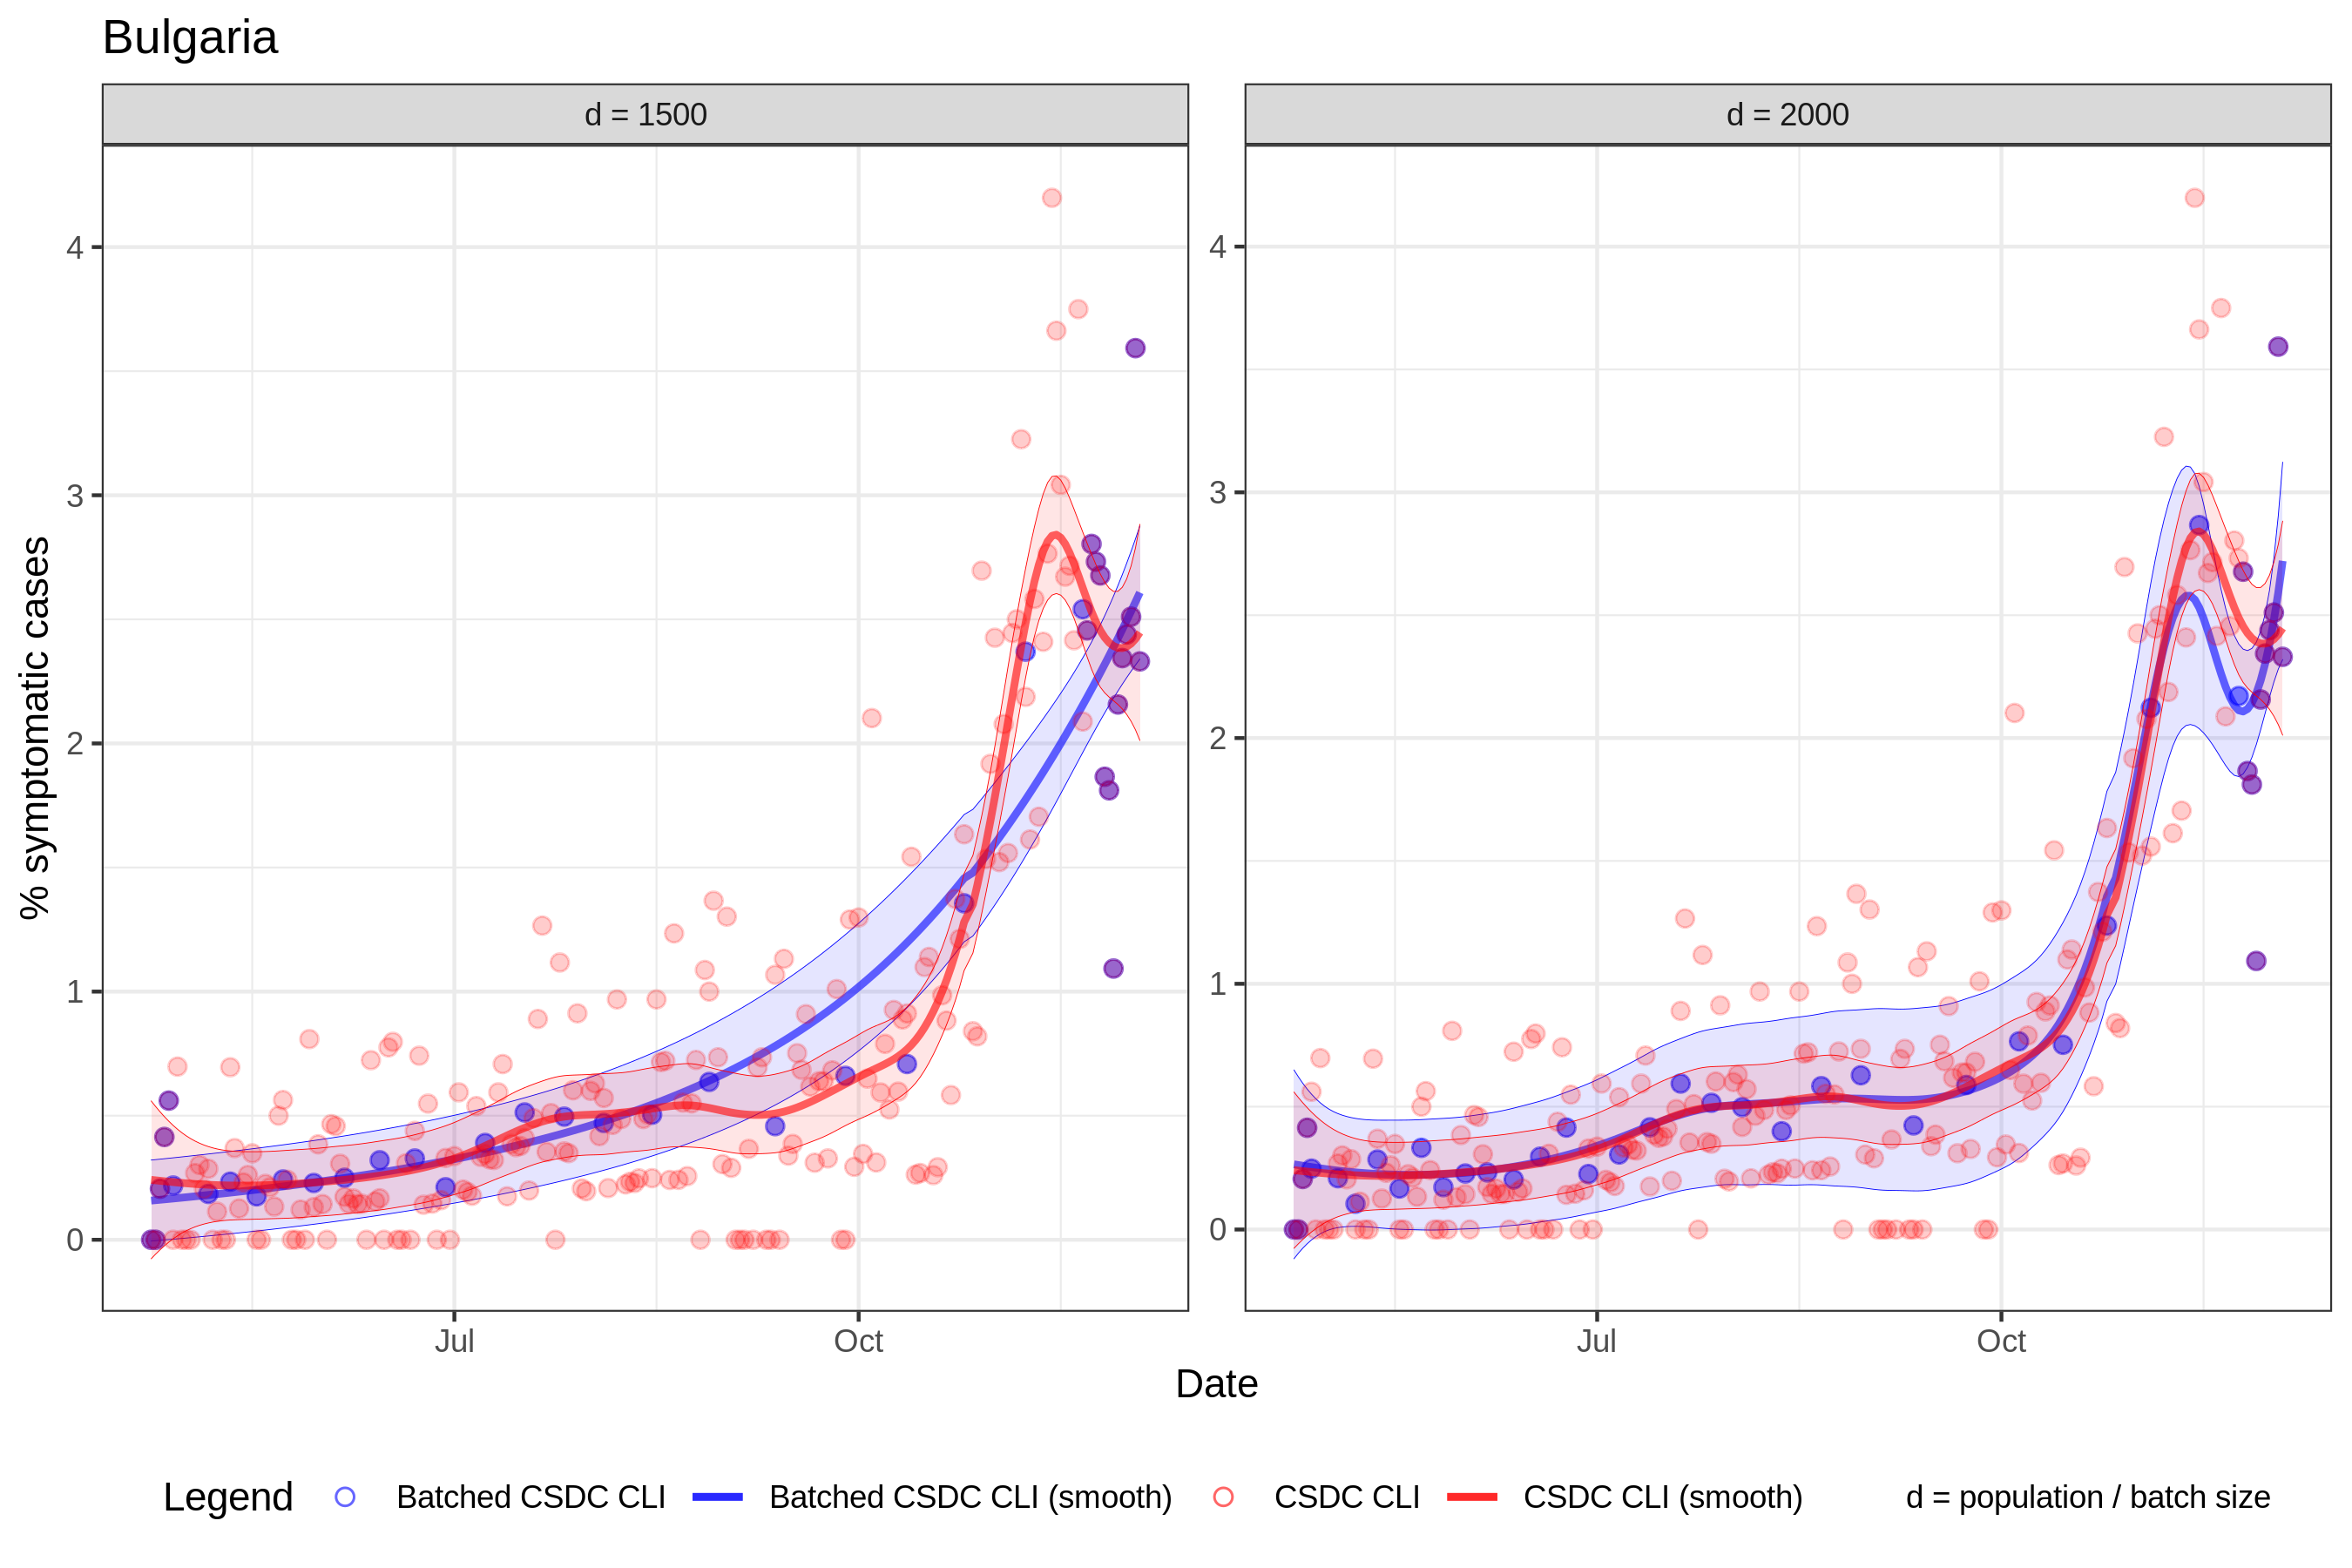 Bulgaria
d = 1500
d = 2000
% symptomatic cases
4
3
2
1
0
4
3
2
1
0
Jul
Oct
Jul
Oct
Date
Legend Batched CSDC CLI Batched CSDC CLI (smooth) CSDC CLI CSDC CLI (smooth) d = population / batch size